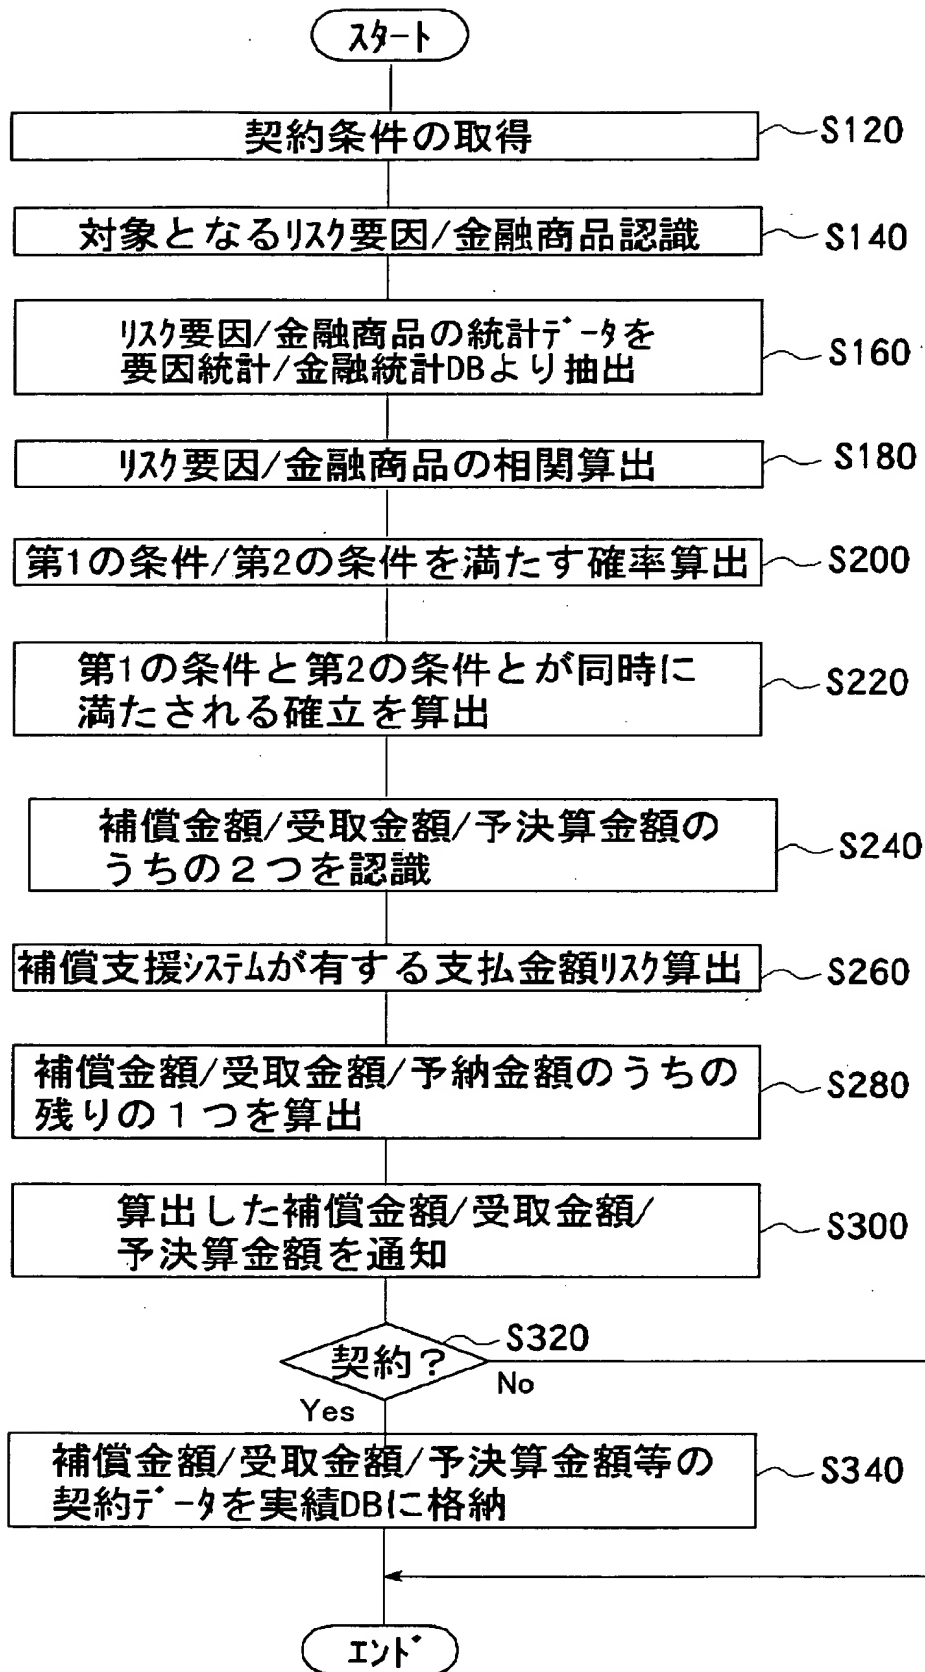 スタート
契約条件の取得
S120
対象となるリスク要因/金融商品認識
S140
リスク要因/金融商品の統計データを
要因統計/金融統計DBより抽出
S160
リスク要因/金融商品の相関算出
S180
第1の条件/第2の条件を満たす確率算出
S200
第1の条件と第2の条件とが同時に
満たされる確立を算出
S220
補償金額/受取金額/予決算金額の
うちの2つを認識
S240
補償支援システムが有する支払金額リスク算出
S260
補償金額/受取金額/予納金額のうちの
残りの1つを算出
S280
算出した補償金額/受取金額/
予決算金額を通知
S300
契約?
S320
No
Yes
補償金額/受取金額/予決算金額等の
契約データを実績DBに格納
S340
エンド